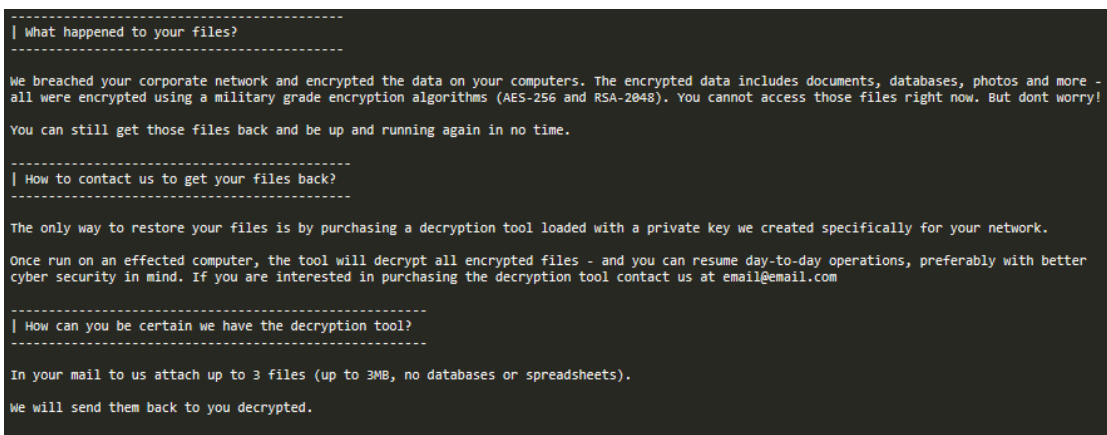 ---------------------------------------------
| What happened to your files?
---------------------------------------------
We breached your corporate network and encrypted the data on your computers. The encrypted data includes documents, databases, photos and more -
all were encrypted using a military grade encryption algorithms (AES-256 and RSA-2048). You cannot access those files right now. But dont worry!
You can still get those files back and be up and running again in no time.
---------------------------------------------
| How to contact us to get your files back?
---------------------------------------------
The only way to restore your files is by purchasing a decryption tool loaded with a private key we created specifically for your network.
Once run on an effected computer, the tool will decrypt all encrypted files - and you can resume day-to-day operations, preferably with better
cyber security in mind. If you are interested in purchasing the decryption tool contact us at email@email.com
-------------------------------------------------------
| How can you be certain we have the decryption tool?
-------------------------------------------------------
In your mail to us attach up to 3 files (up to 3MB, no databases or spreadsheets).
We will send them back to you decrypted.